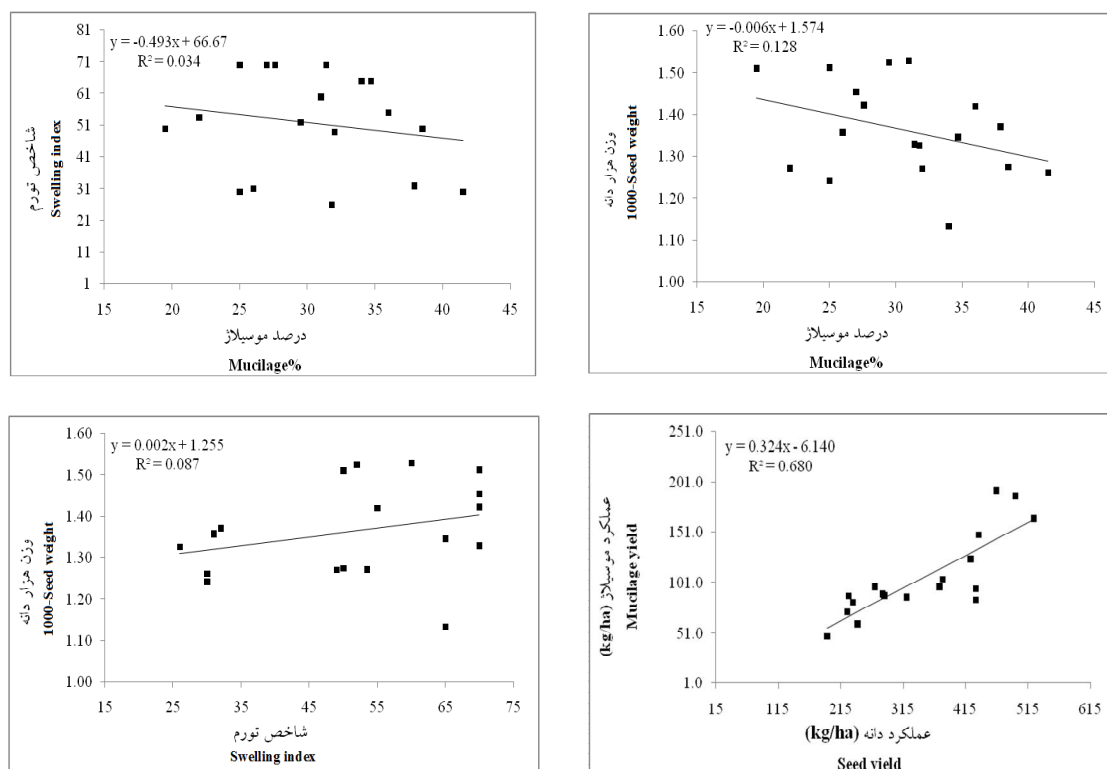 y = -0.493x + 66.67
R² = 0.034
81
71
61
51
41
31
21
11
1
شاخص تورم
Swelling index
15 20 25 30 35 40 45
درصد موسیلاژ
Mucilage%
y = -0.006x + 1.574
R² = 0.128
1.60
1.50
1.40
1.30
1.20
1.10
1.00
وزن هزار دانه
1000-Seed weight
15 20 25 30 35 40 45
درصد موسیلاژ
Mucilage%
y = 0.002x + 1.255
R² = 0.087
1.60
1.50
1.40
1.30
1.20
1.10
1.00
وزن هزار دانه
1000-Seed weight
25 35 45 55 65 75
شاخص تورم
Swelling index
y = 0.324x - 6.140
R² = 0.680
251.0
201.0
151.0
101.0
51.0
1.0
عملکرد موسیلاژ (kg/ha)
Mucilage yield
15 115 215 315 415 515 615
عملکرد دانه (kg/ha)
Seed yield